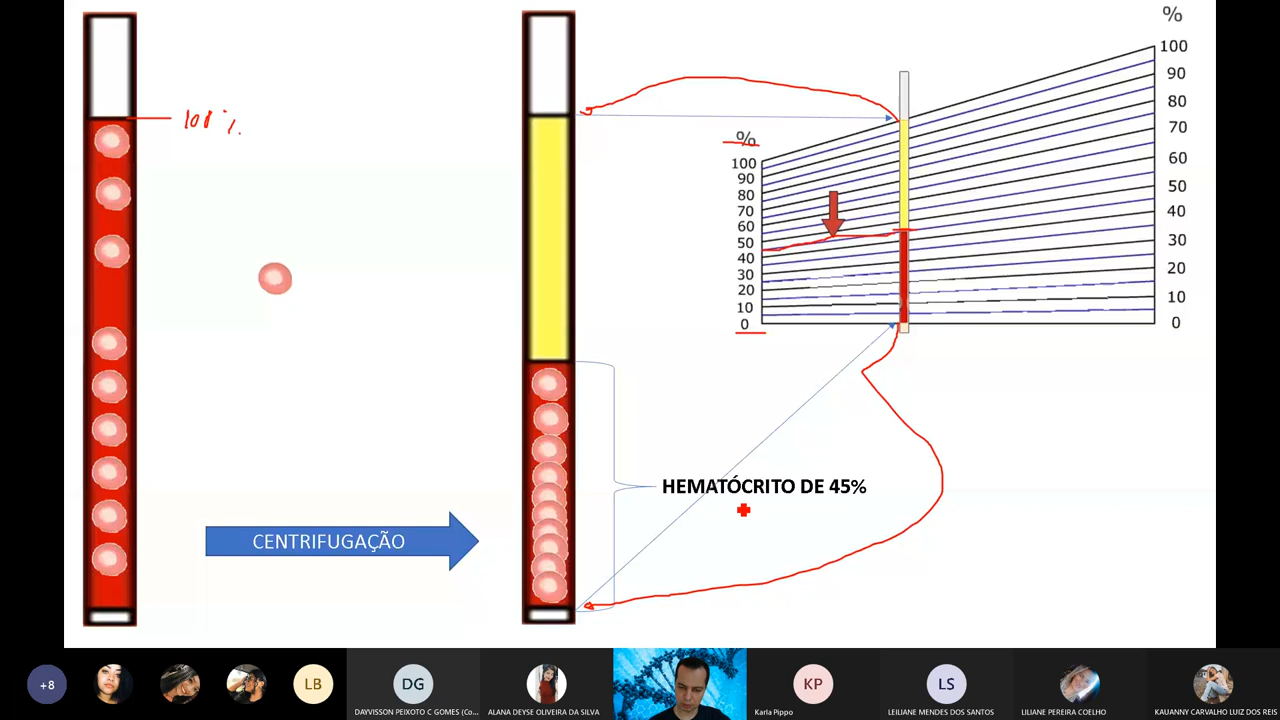 100 %
CENTRIFUGAÇÃO
HEMATÓCRITO DE 45%
%
100
90
80
70
60
50
40
30
20
10
0
%
100
90
80
70
60
50
40
30
20
10
0
+8
LB
DG
DAYVISSON PEIXOTO C GOMES (Co...
ALANA DEYSE OLIVEIRA DA SILVA
KP
Karla Pippo
LS
LEILIANE MENDES DOS SANTOS
LILIANE PEREIRA COELHO
KAUANNY CARVALHO LUIZ DOS REIS